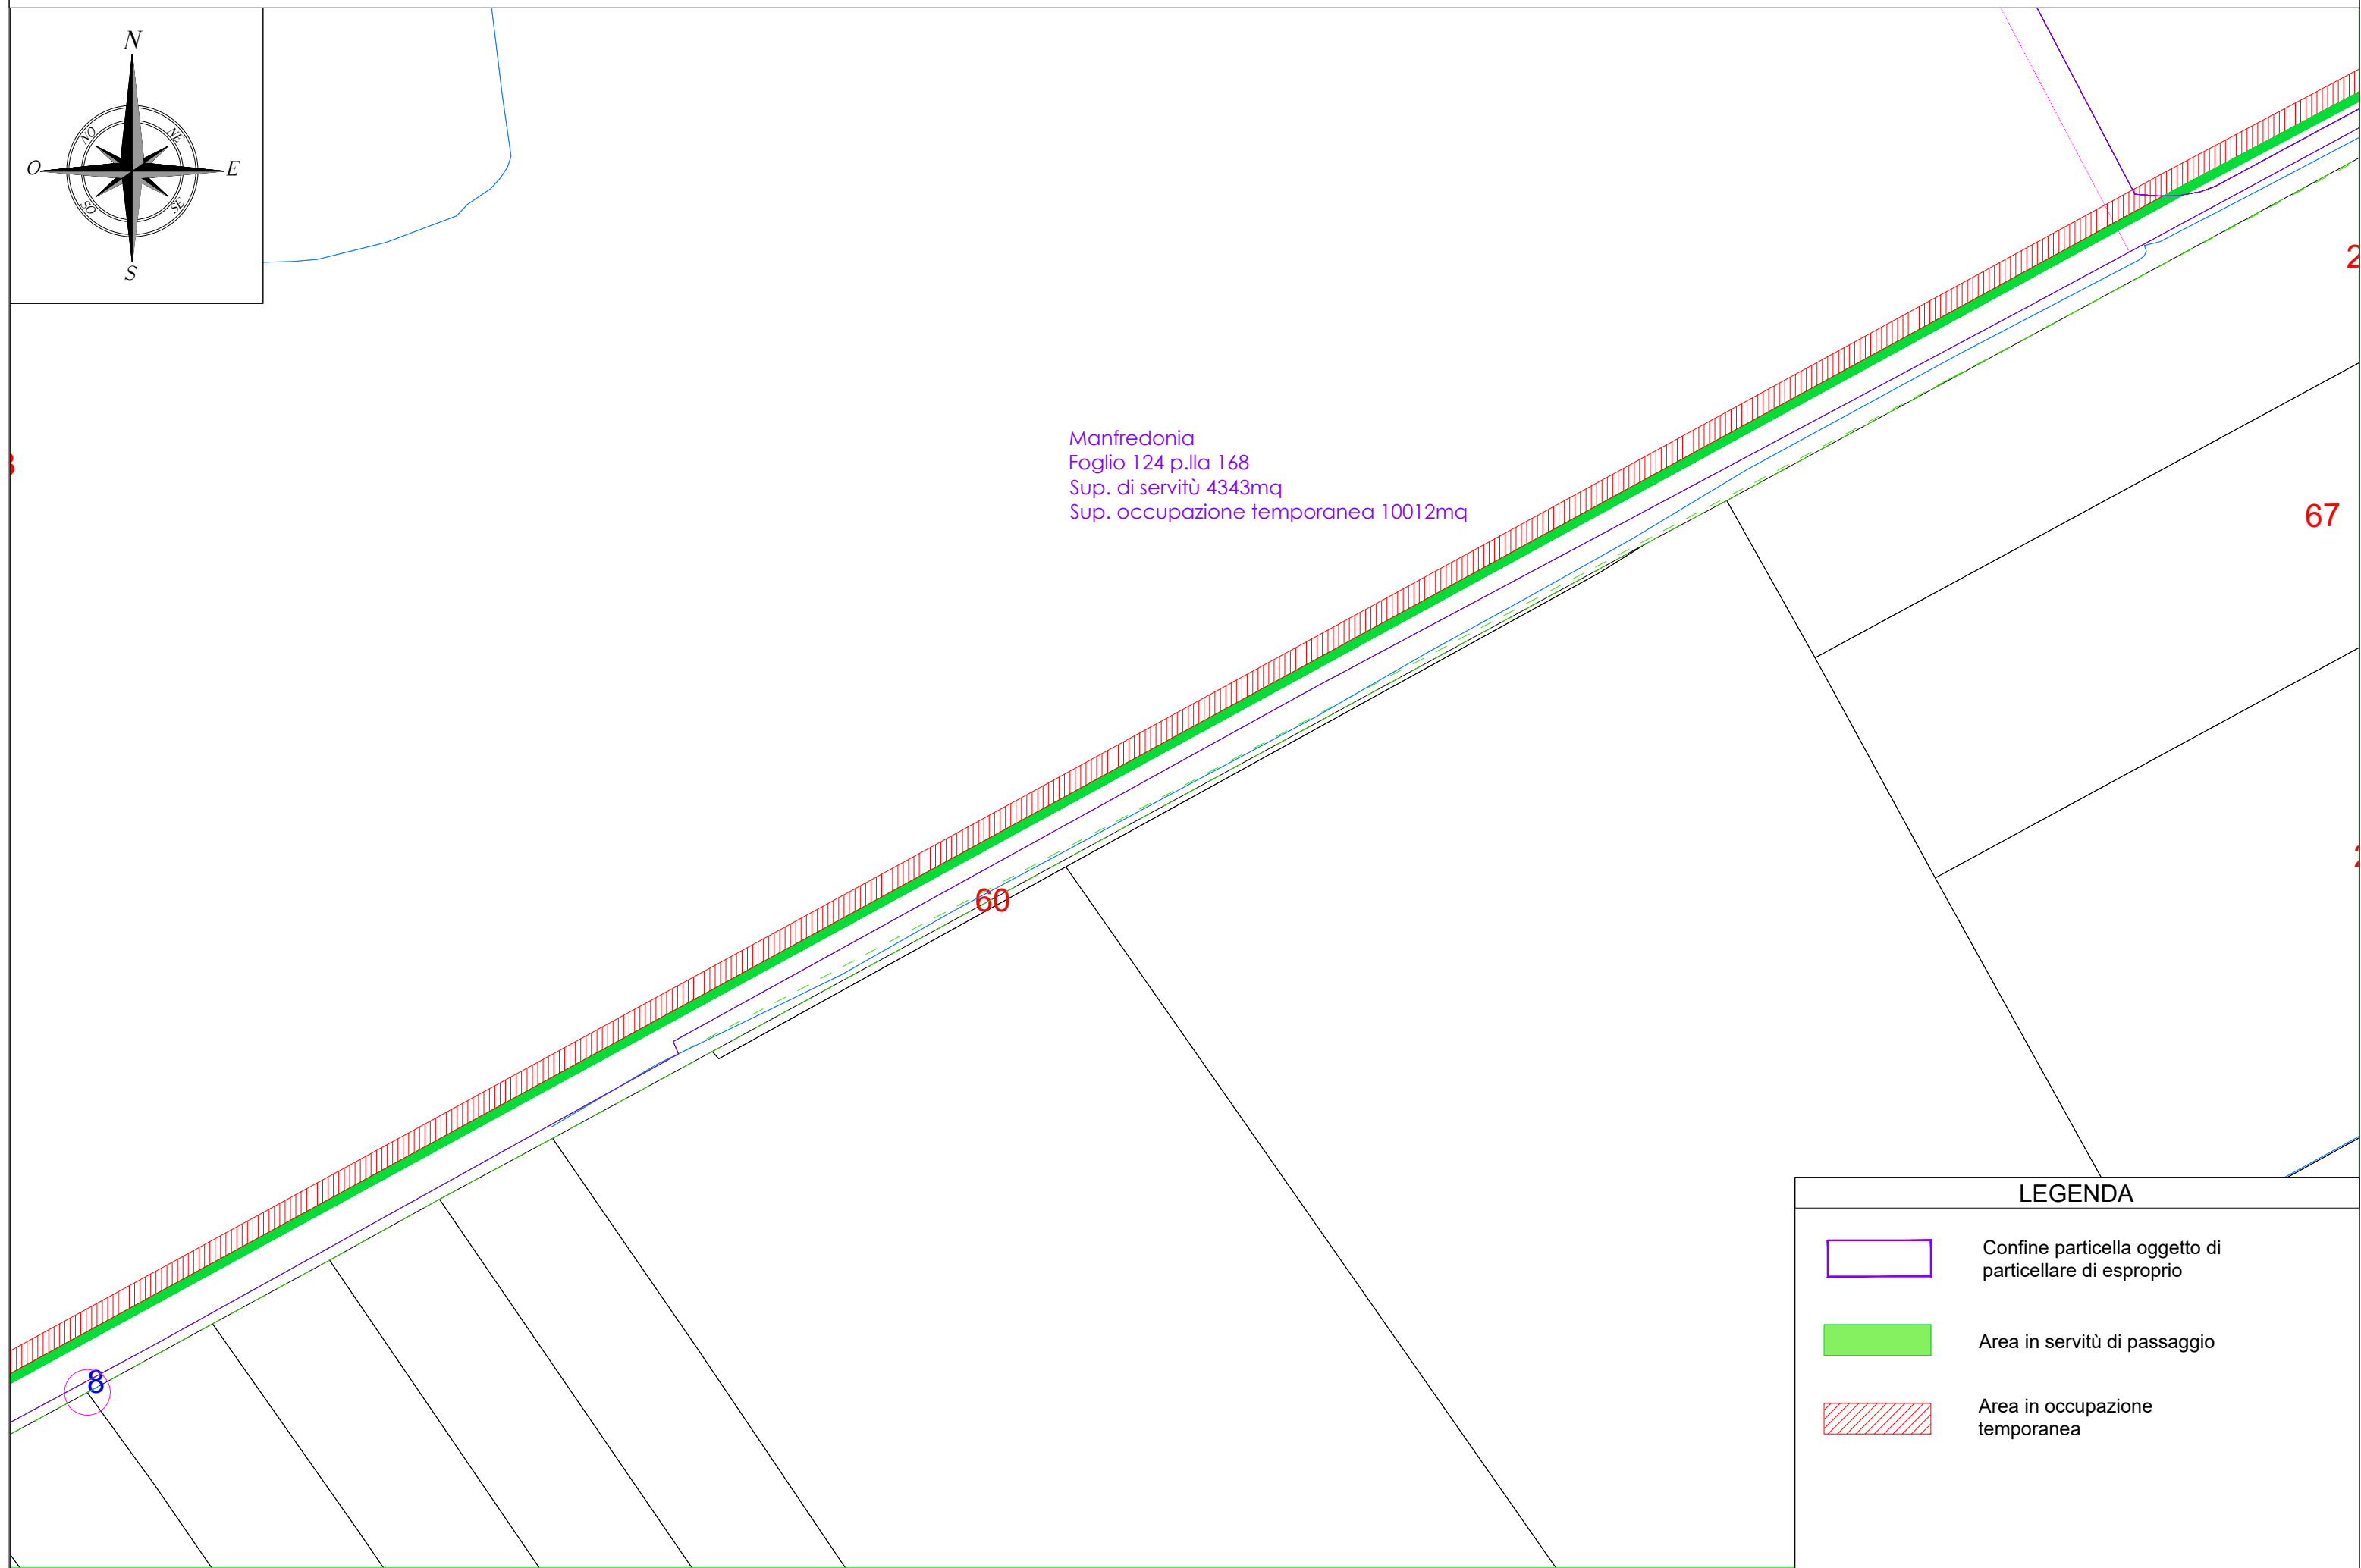 N
NO
NE
O
E
SO
SE
S
Manfredonia
Foglio 124 p.lla 168
Sup. di servitù 4343mq
Sup. occupazione temporanea 10012mq
67
60
8
LEGENDA
Confine particella oggetto di
particellare di esproprio
Area in servitù di passaggio
Area in occupazione
temporanea